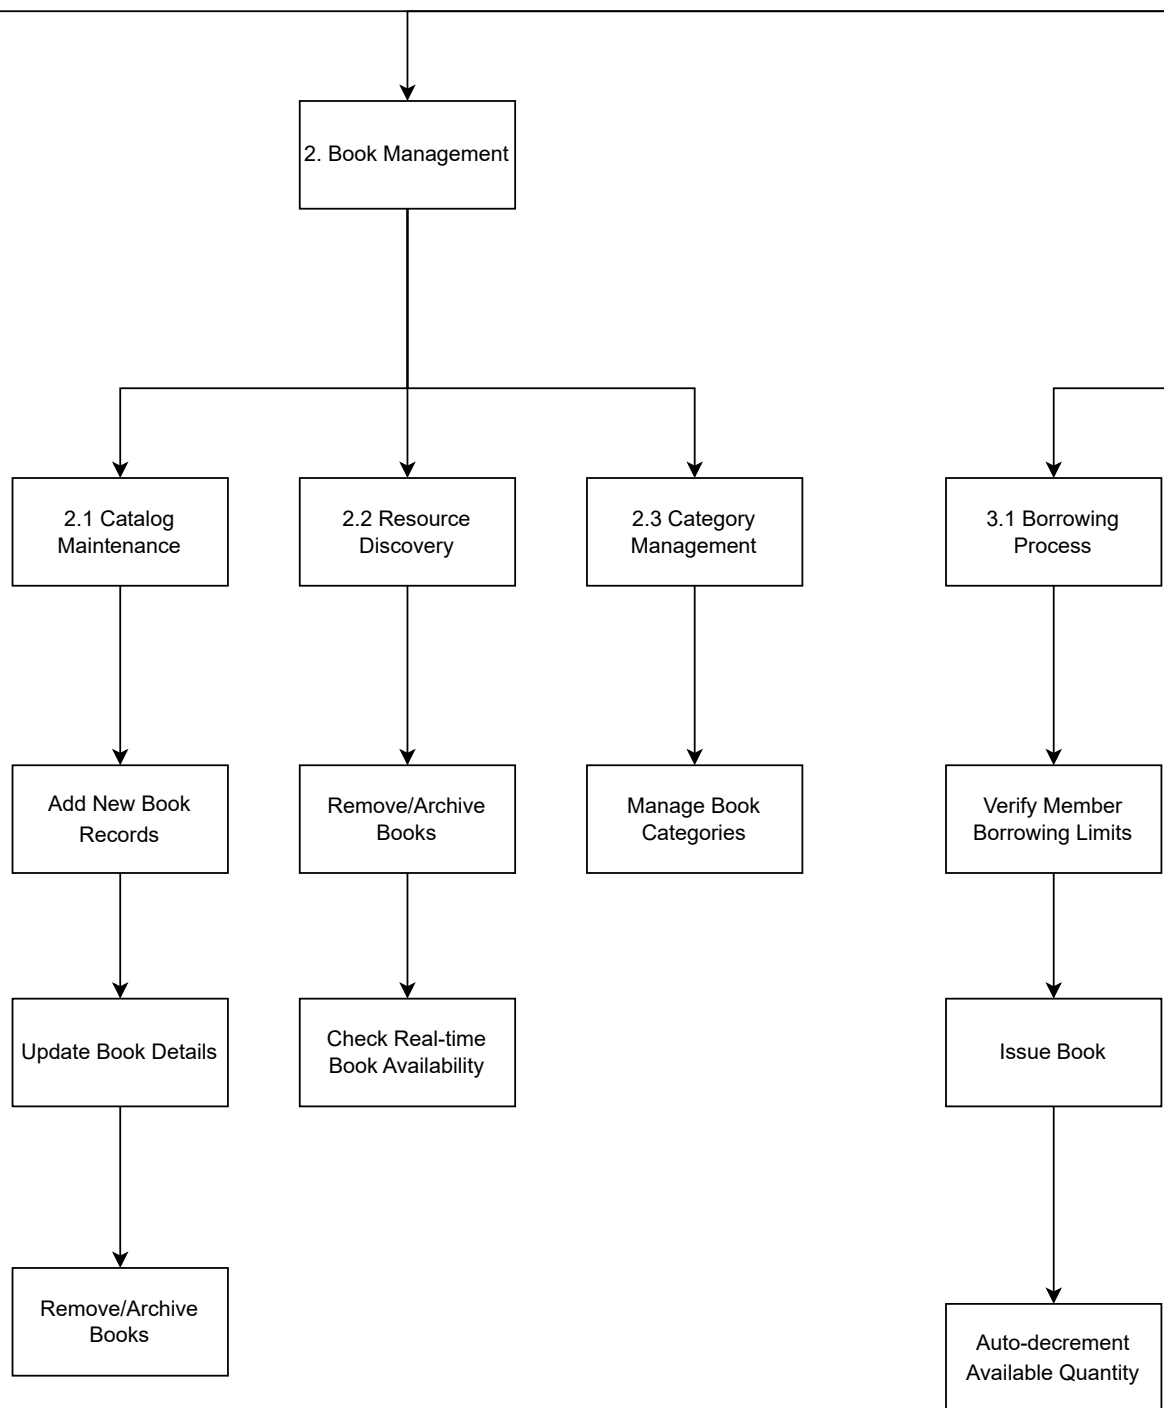 2. Book Management
2.1 Catalog
Maintenance
2.2 Resource
Discovery
2.3 Category
Management
3.1 Borrowing
Process
Add New Book
Records
Remove/Archive
Books
Manage Book
Categories
Verify Member
Borrowing Limits
Update Book Details
Check Real-time
Book Availability
Issue Book
Remove/Archive
Books
Auto-decrement
Available Quantity